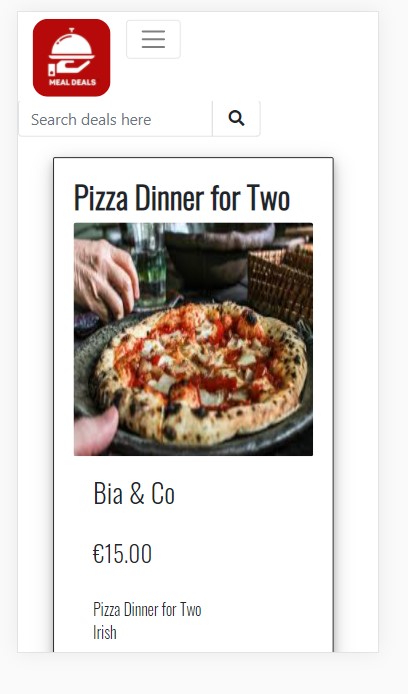 MEAL DEALS
Search deals here
Pizza Dinner for Two
Bia & Co
€15.00
Pizza Dinner for Two
Irish